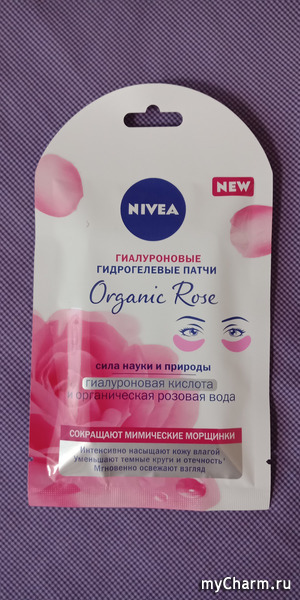 NEW
NIVEA
ГИАЛУРОНОВЫЕ
ГИДРОГЕЛЕВЫЕ ПАТЧИ
Organic Rose
сила науки и природы
гиалуроновая кислота
и органическая розовая вода
СОКРАЩАЮТ МИМИЧЕСКИЕ МОРЩИНКИ
Интенсивно насыщают кожу влагой
Уменьшают темные круги и отечность*
Мгновенно освежают взгляд
myCharm.ru